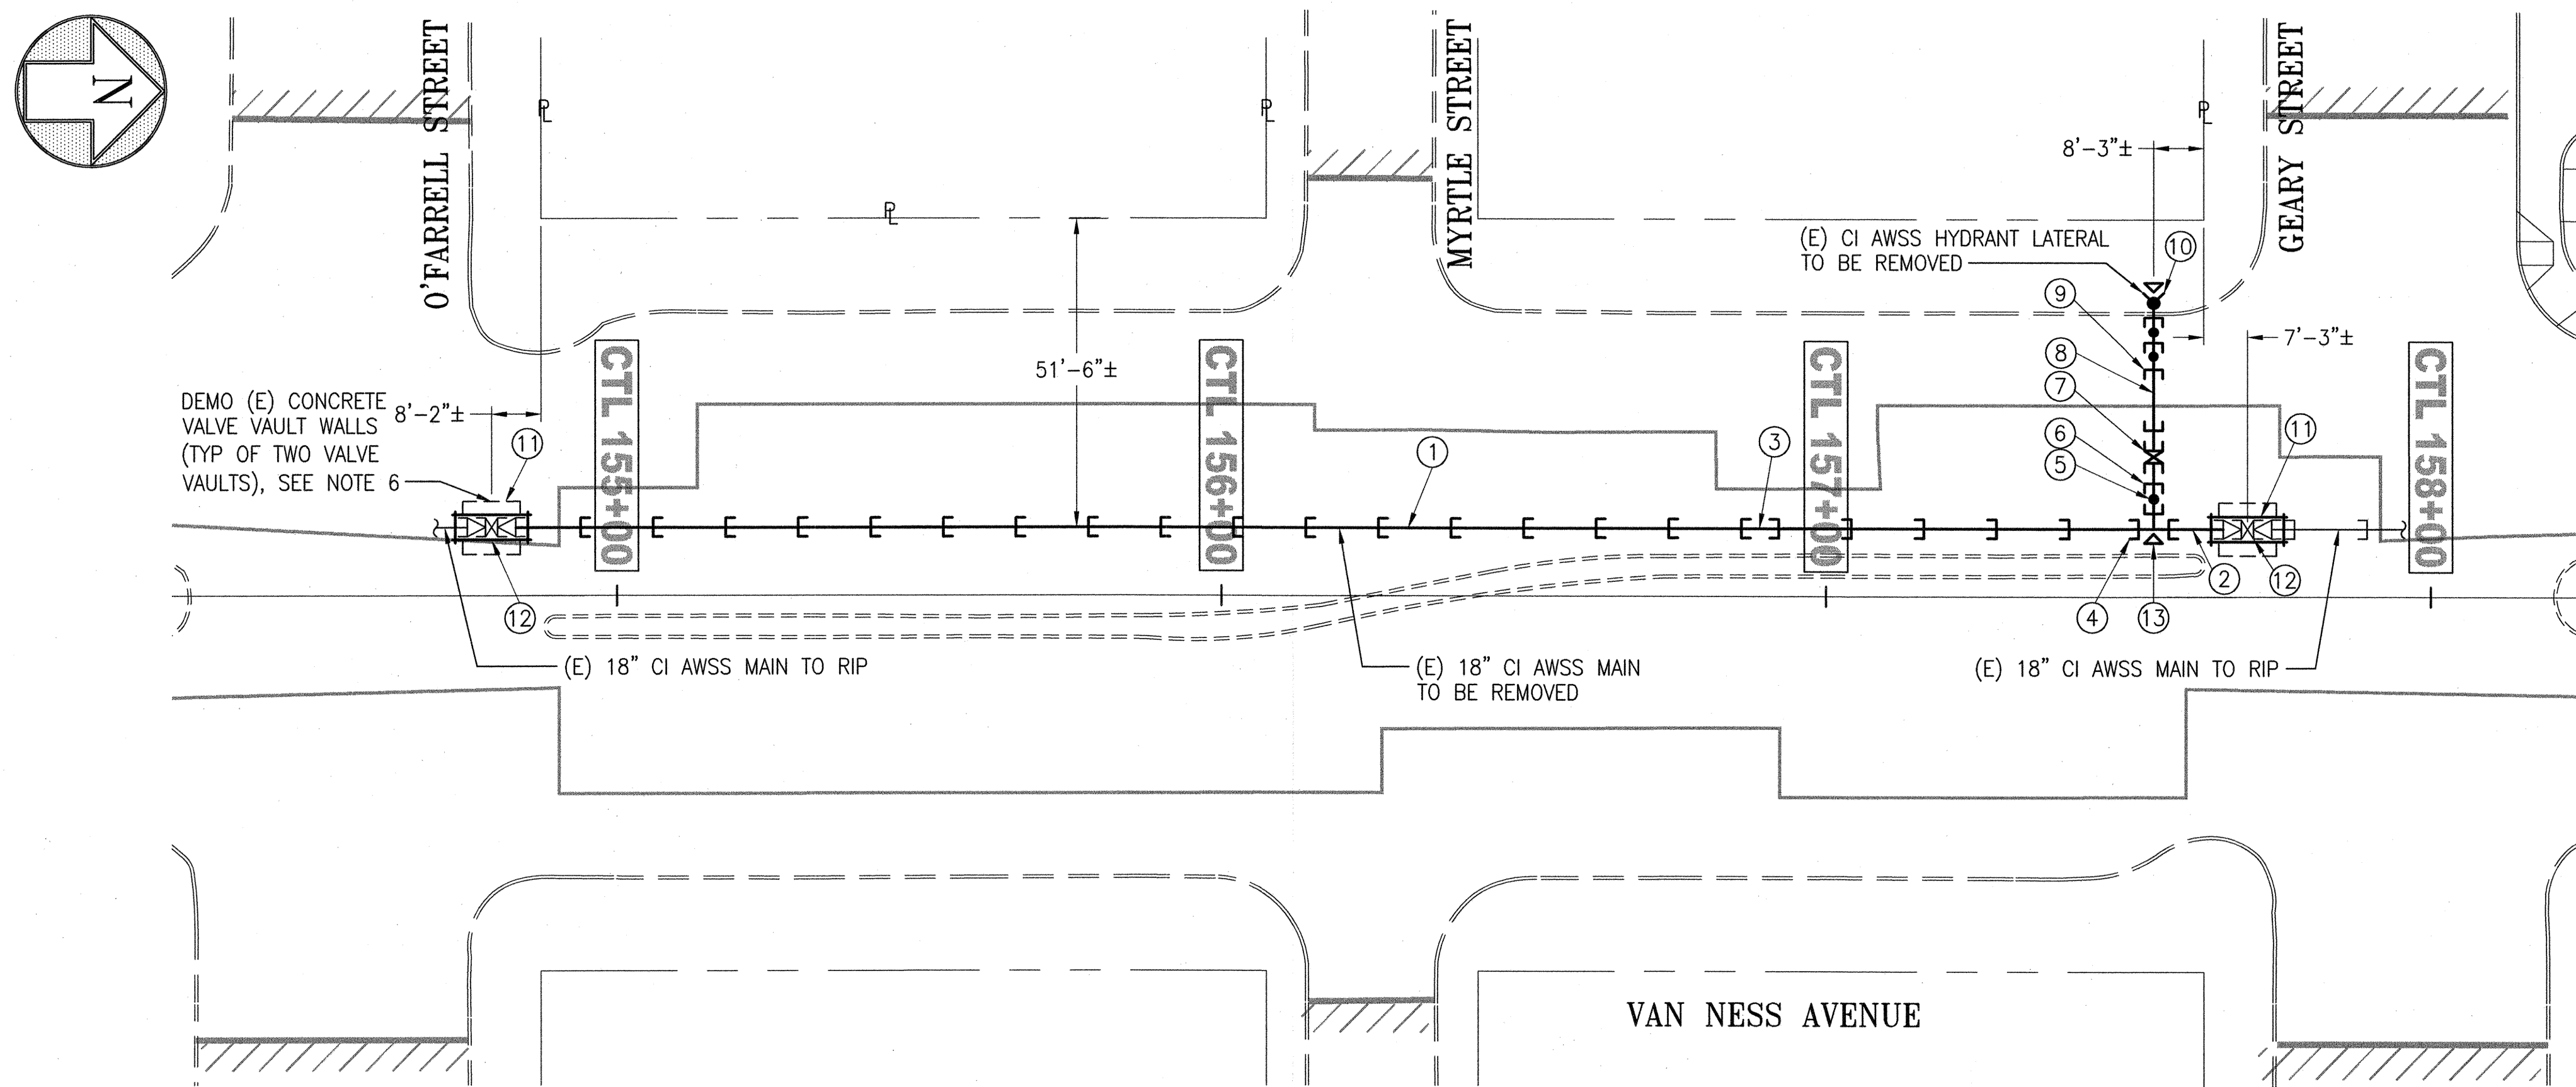 N
O'FARRELL STREET
MYRTLE STREET
GEARY STREET
PL
PL
PL
PL
8'-3"±
(E) CI AWSS HYDRANT LATERAL
TO BE REMOVED
10
9
8
7
6
5
51'-6"±
7'-3"±
CTL 155+00
CTL 156+00
CTL 157+00
CTL 158+00
DEMO (E) CONCRETE
VALVE VAULT WALLS
(TYP OF TWO VALVE
VAULTS), SEE NOTE 6
8'-2"±
11
1
3
11
12
4
13
2
12
(E) 18" CI AWSS MAIN TO RIP
(E) 18" CI AWSS MAIN
TO BE REMOVED
(E) 18" CI AWSS MAIN TO RIP
VAN NESS AVENUE